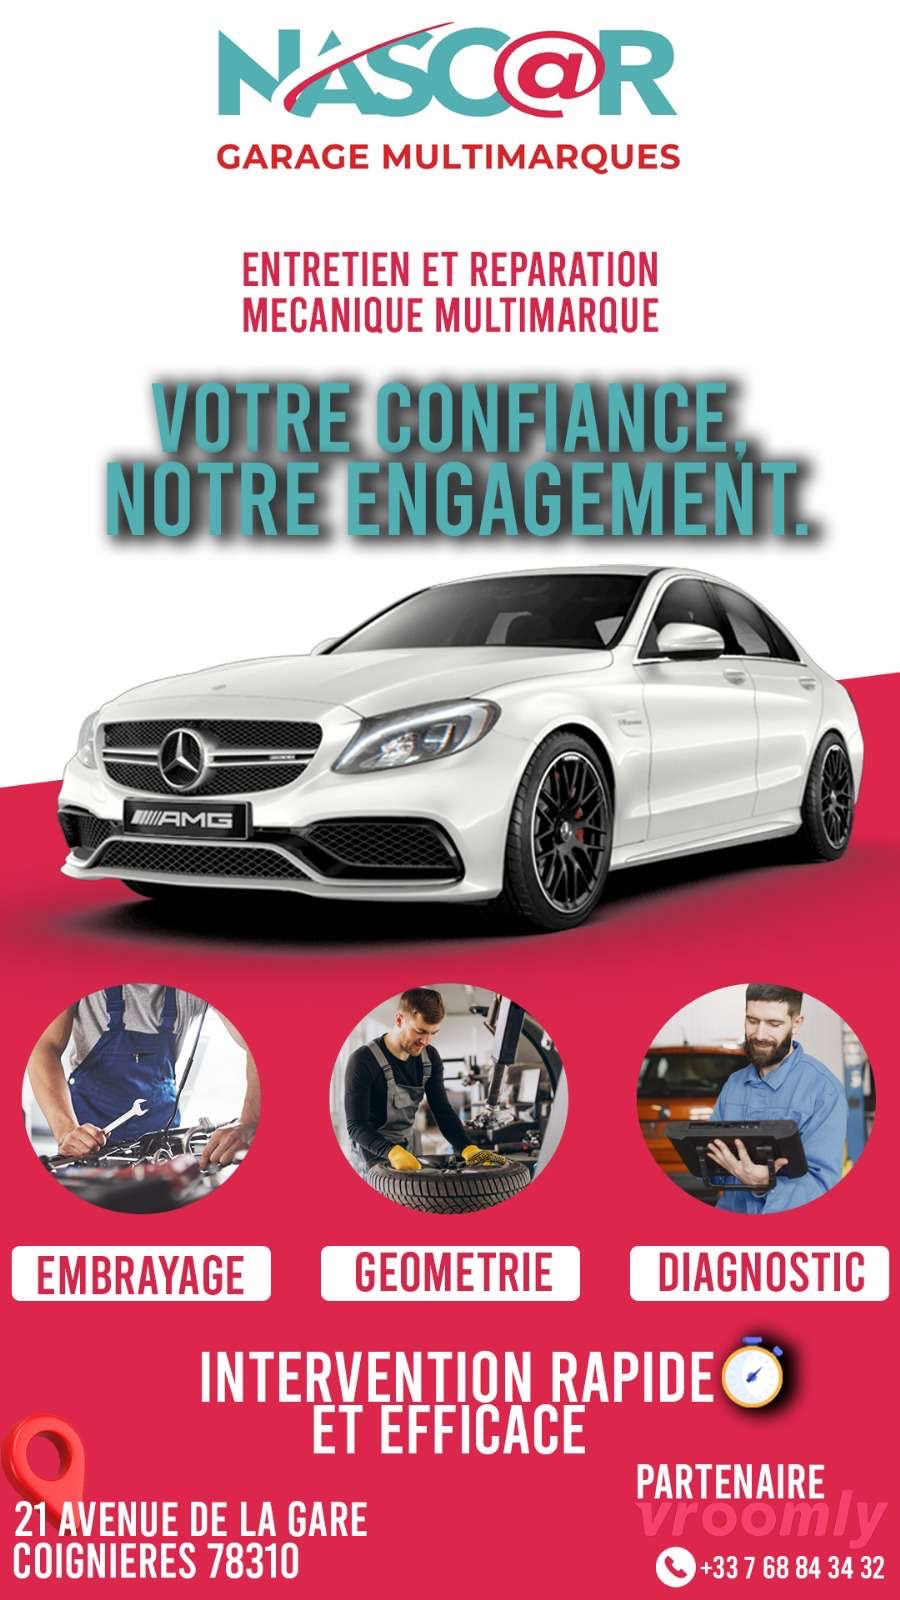 NASC@R
GARAGE MULTIMARQUES
ENTRETIEN ET REPARATION
MECANIQUE MULTIMARQUE
VOTRE CONFIANCE,
NOTRE ENGAGEMENT.
AMG
EMBRAYAGE
GEOMETRIE
DIAGNOSTIC
INTERVENTION RAPIDE
ET EFFICACE
21 AVENUE DE LA GARE
COIGNIERES 78310
PARTENAIRE
vroomly
+33 7 68 84 34 32